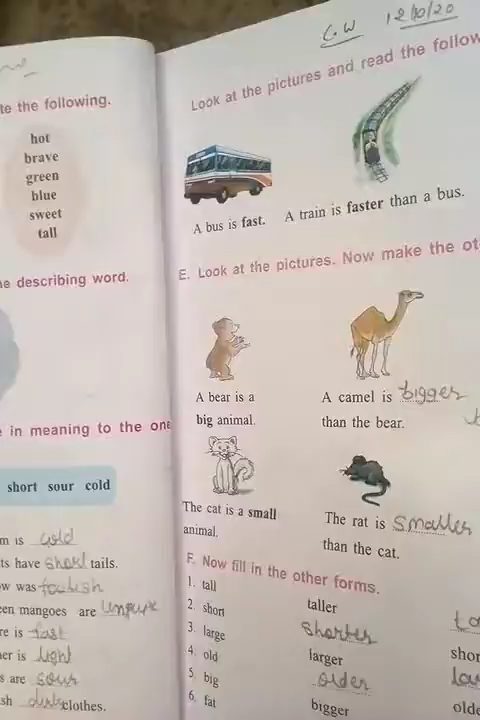 te the following.
hot
brave
green
blue
sweet
tall
e describing word.
e in meaning to the one
short sour cold
m is cold
ts have short tails.
w was foolish
een mangoes are unripe
re is fast
er is light
s are sour
sh dirty clothes.
C.W 12/10/20
Look at the pictures and read the follow
A bus is fast. A train is faster than a bus.
E. Look at the pictures. Now make the ot
A bear is a
big animal.
A camel is bigger
than the bear.
The cat is a small
animal.
The rat is smaller
than the cat.
F. Now fill in the other forms.
1. tall taller
2. short shorter
3. large larger
4. old older
5. big bigger
6. fat
shor
olde